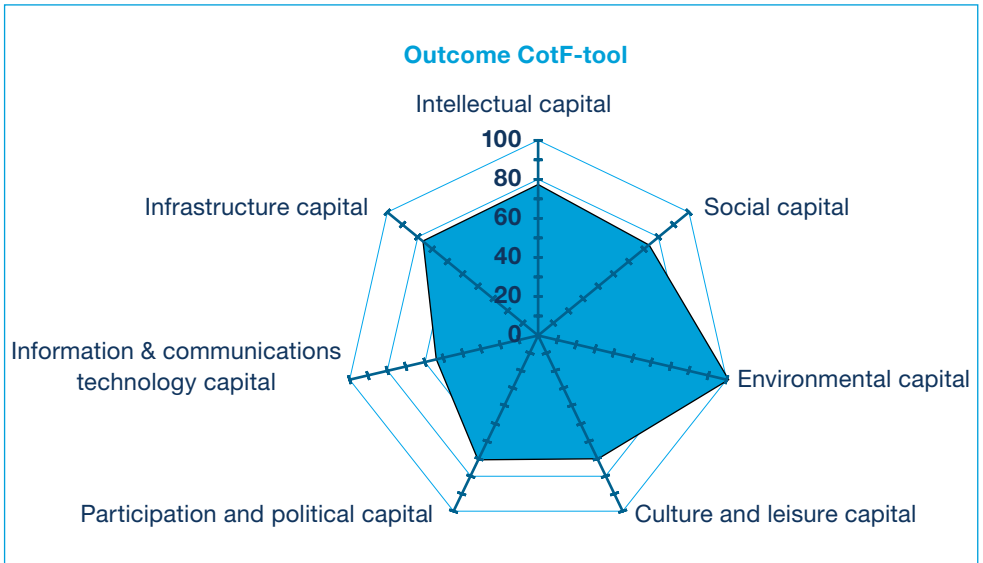 Outcome CotF-tool
Intellectual capital
100
80
60
40
20
0
Infrastructure capital
Social capital
Information & communications
technology capital
Environmental capital
Participation and political capital
Culture and leisure capital